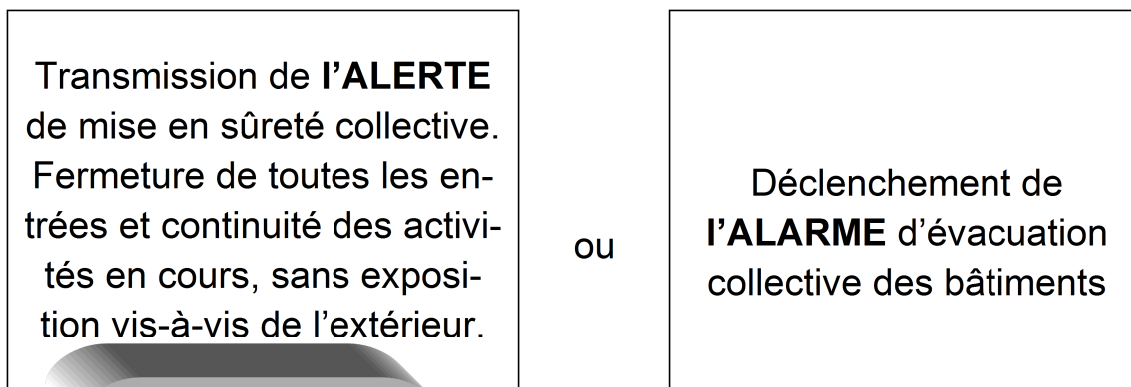 Transmission de l’ALERTE
de mise en sûreté collective.
Fermeture de toutes les en-
trées et continuité des activi-
tés en cours, sans exposi-
tion vis-à-vis de l’extérieur.
ou
Déclenchement de
l’ALARME d’évacuation
collective des bâtiments